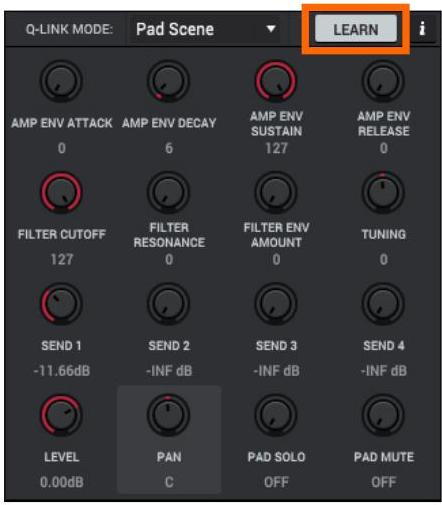 Q-LINK MODE: Pad Scene LEARN i
AMP ENV ATTACK AMP ENV DECAY AMP ENV SUSTAIN AMP ENV RELEASE
0 6 127 0
FILTER CUTOFF FILTER RESONANCE FILTER ENV AMOUNT TUNING
127 0 0 0
SEND 1 SEND 2 SEND 3 SEND 4
-11.66dB -INF dB -INF dB -INF dB
LEVEL PAN PAD SOLO PAD MUTE
0.00dB C OFF OFF